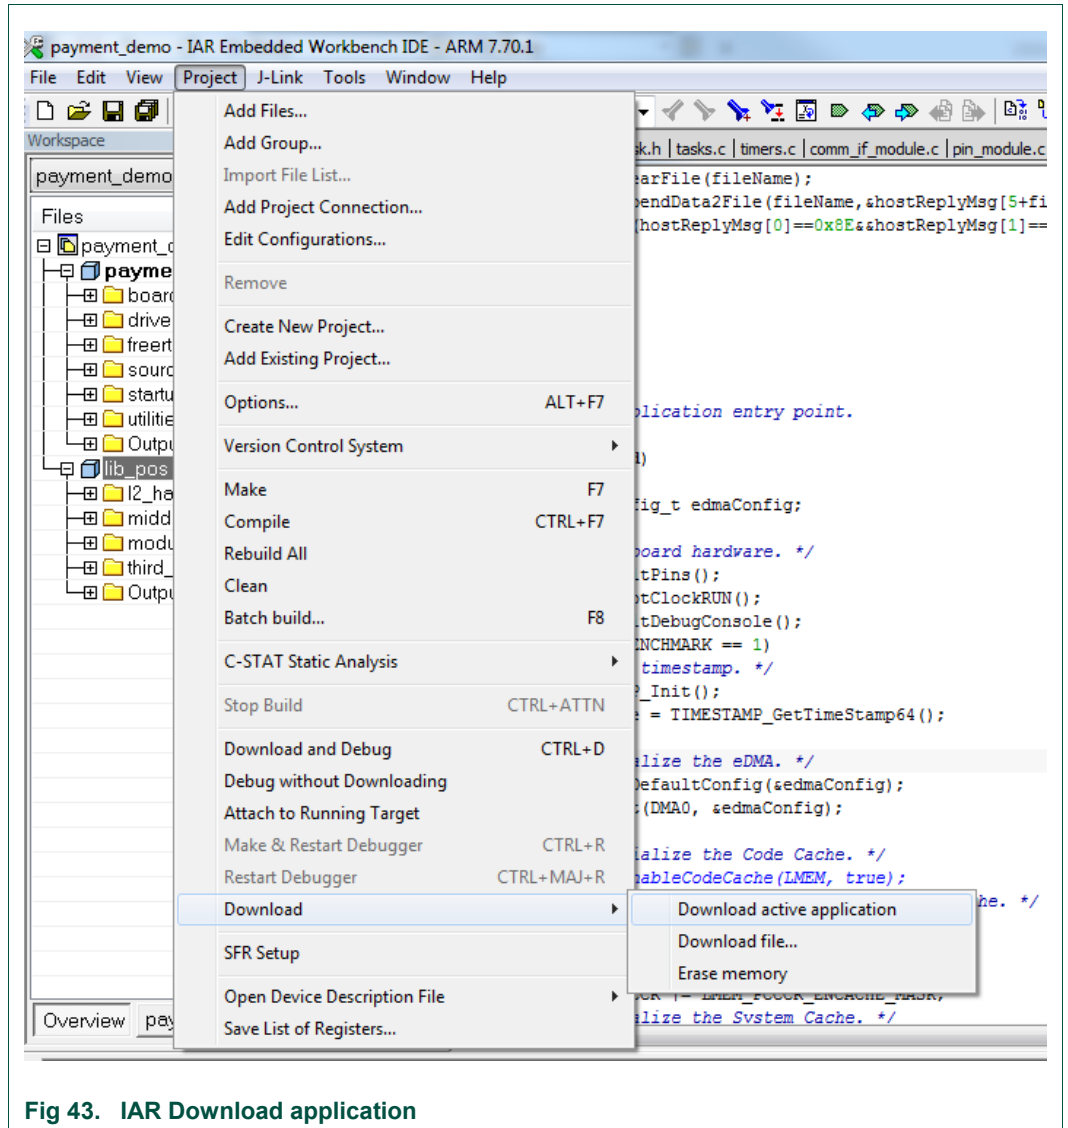 payment_demo - IAR Embedded Workbench IDE - ARM 7.70.1
File Edit View Project J-Link Tools Window Help
Workspace
payment_demo
Files
payment_d
payme
board
drive
freert
sourc
startu
utilitie
Outpu
lib_pos
l2_ha
midd
modu
third_
Outpu
Overview pay
Add Files...
Add Group...
Import File List...
Add Project Connection...
Edit Configurations...
Remove
Create New Project...
Add Existing Project...
Options... ALT+F7
Version Control System
Make F7
Compile CTRL+F7
Rebuild All
Clean
Batch build... F8
C-STAT Static Analysis
Stop Build CTRL+ATTN
Download and Debug CTRL+D
Debug without Downloading
Attach to Running Target
Make & Restart Debugger CTRL+R
Restart Debugger CTRL+MAJ+R
Download
SFR Setup
Open Device Description File
Save List of Registers...
Download active application
Download file...
Erase memory
sk.h | tasks.c | timers.c | comm_if_module.c | pin_module.c
earFile(fileName);
pendData2File(fileName,&hostReplyMsg[5+fi
(hostReplyMsg[0]==0x8E&&hostReplyMsg[1]==
plication entry point.
fig_t edmaConfig;
board hardware. */
tPins();
otClockRUN();
tDebugConsole();
ENCHMARK == 1)
timestamp. */
P_Init();
= TIMESTAMP_GetTimeStamp64();
alize the eDMA. */
DefaultConfig(&edmaConfig);
t(DMA0, &edmaConfig);
ialize the Code Cache. */
nableCodeCache(LMEM, true);
he. */
alize the System Cache. */
Fig 43. IAR Download application